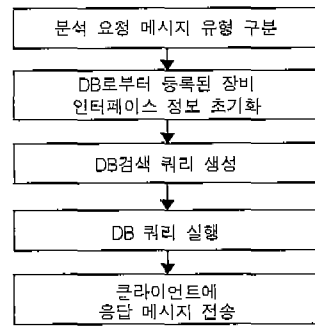 분석 요청 메시지 유형 구분
DB로부터 등록된 장비
인터페이스 정보 초기화
DB검색 쿼리 생성
DB 쿼리 실행
클라이언트에
응답 메시지 전송